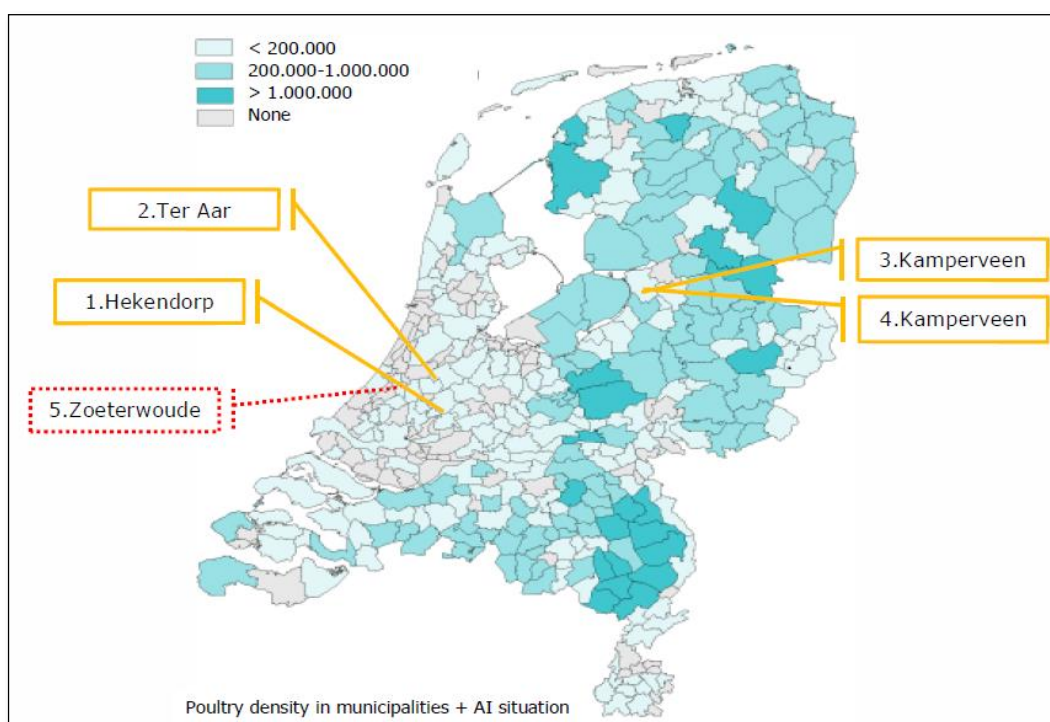 < 200.000
200.000-1.000.000
> 1.000.000
None
2.Ter Aar
1.Hekendorp
5.Zoeterwoude
3.Kamperveen
4.Kamperveen
Poultry density in municipalities + AI situation